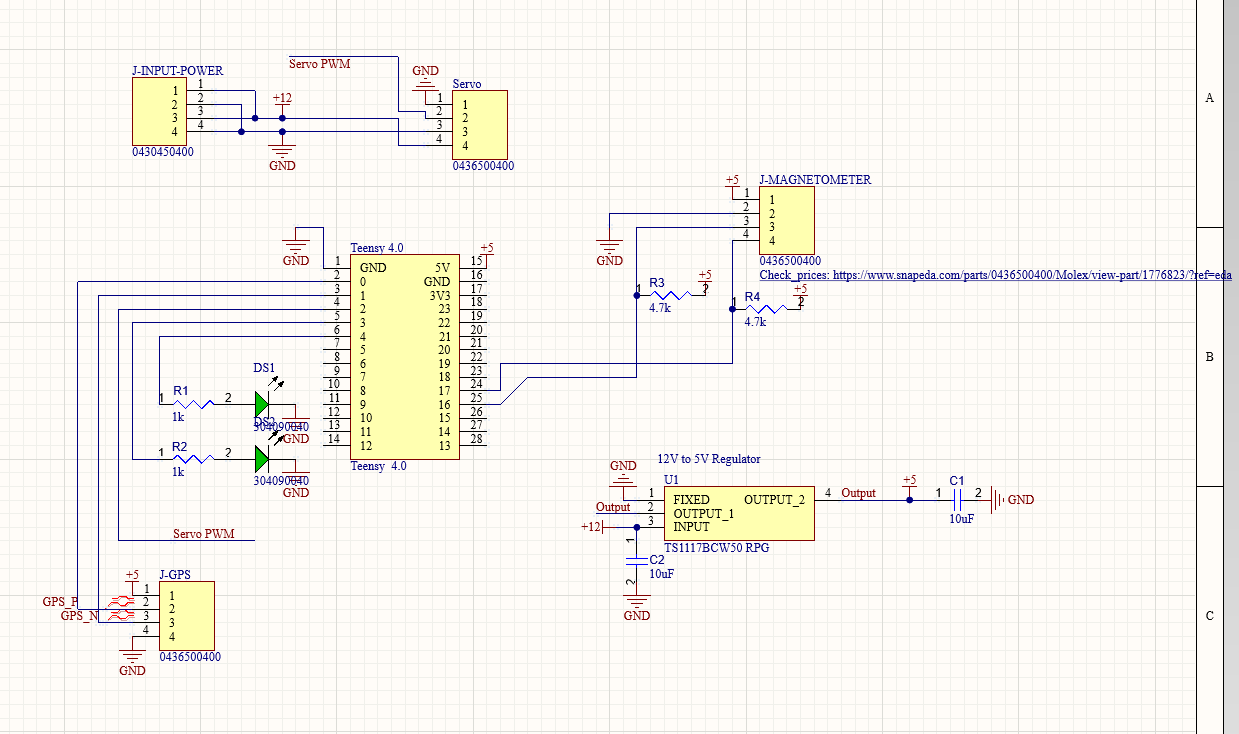 J-INPUT-POWER
1 1
2 2
3 3
4 4
0430450400
Servo PWM
+12
GND
GND
Servo
1 1
2 2
3 3
4 4
0436500400
A
+5
J-MAGNETOMETER
1 1
2 2
3 3
4 4
0436500400
GND
Check_prices: https://www.snapeda.com/parts/0436500400/Molex/view-part/1776823/?ref=eda
R3
1 2
4.7k
+5
R4
1 2
4.7k
+5
B
GND
Teensy 4.0
+5
1 GND 5V 15
2 0 GND 16
3 1 3V3 17
4 2 23 18
5 3 22 19
6 4 21 20
7 5 20 21
8 6 19 22
9 7 18 23
10 8 17 24
11 9 16 25
12 10 15 26
13 11 14 27
14 12 13 28
Teensy 4.0
DS1
R1
1 2
1k
304090040
GND
DS2
R2
1 2
1k
304090040
GND
Servo PWM
12V to 5V Regulator
GND
U1
1 FIXED OUTPUT_2 4
Output 2 OUTPUT_1
+12 3 INPUT
TS1117BCW50 RPG
Output
+5
C1
1 2
10uF
GND
1
C2
10uF
2
GND
C
+5
J-GPS
1 1
GPS_P 2 2
GPS_N 3 3
4 4
0436500400
GND